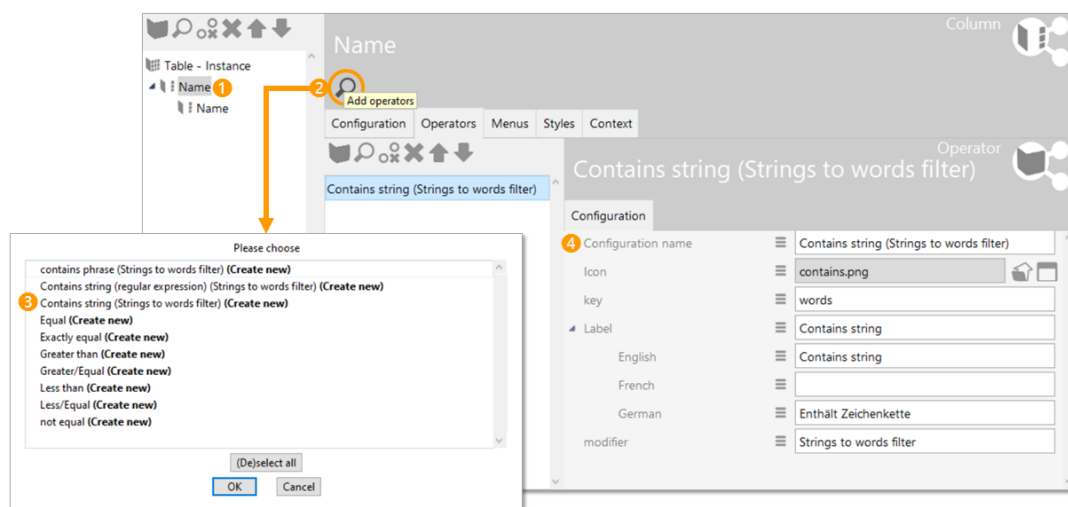 Column
Name
Table - Instance
Name 1
Name
2
Add operators
Configuration Operators Menus Styles Context
Operator
Contains string (Strings to words filter)
Contains string (Strings to words filter)
Configuration
4 Configuration name Contains string (Strings to words filter)
Icon contains.png
key words
Label Contains string
English Contains string
French
German Enthält Zeichenkette
modifier Strings to words filter
Please choose
contains phrase (Strings to words filter) (Create new)
Contains string (regular expression) (Strings to words filter) (Create new)
3 Contains string (Strings to words filter) (Create new)
Equal (Create new)
Exactly equal (Create new)
Greater than (Create new)
Greater/Equal (Create new)
Less than (Create new)
Less/Equal (Create new)
not equal (Create new)
(De)select all
OK Cancel